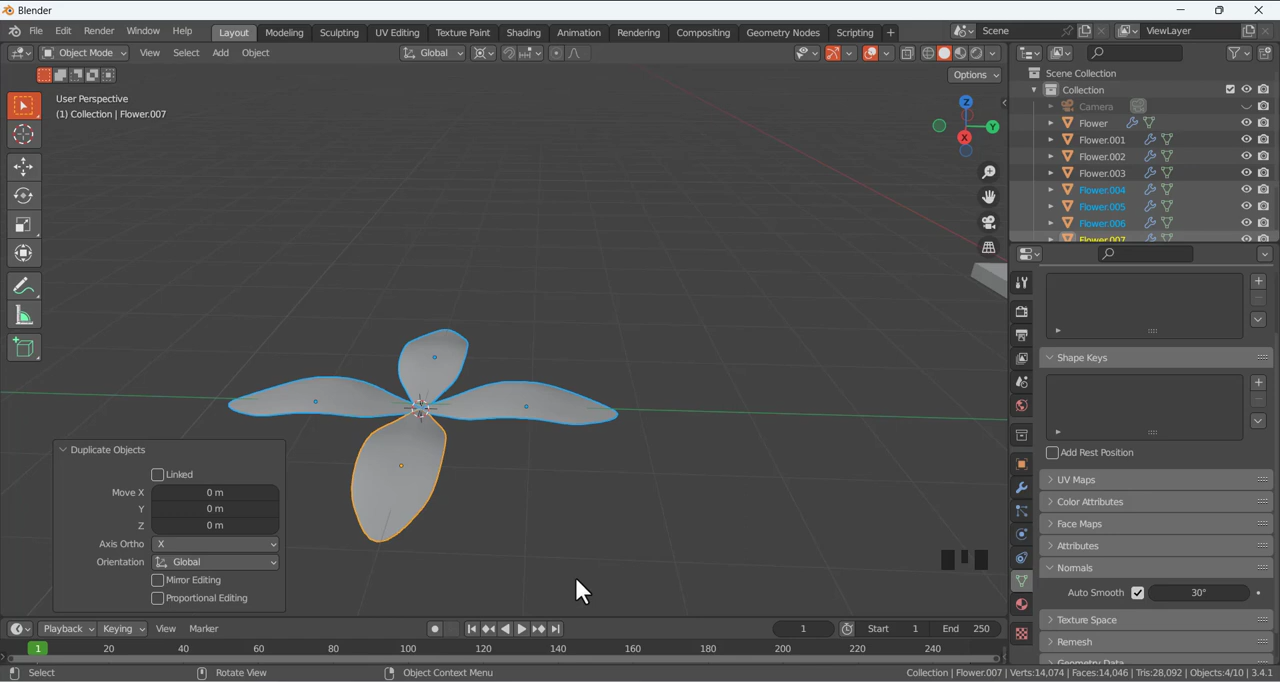 Blender
File Edit Render Window Help Layout Modeling Sculpting UV Editing Texture Paint Shading Animation Rendering Compositing Geometry Nodes Scripting + Scene ViewLayer
Object Mode View Select Add Object Global
Options
User Perspective
(1) Collection | Flower.007
Z
Y
X
Scene Collection
Collection
Camera
Flower
Flower.001
Flower.002
Flower.003
Flower.004
Flower.005
Flower.006
Flower.007
Shape Keys
Add Rest Position
UV Maps
Color Attributes
Face Maps
Attributes
Normals
Auto Smooth 30°
Texture Space
Remesh
Geometry Data
Duplicate Objects
Linked
Move X 0 m
Y 0 m
Z 0 m
Axis Ortho X
Orientation Global
Mirror Editing
Proportional Editing
Playback Keying View Marker 1 Start 1 End 250
1 20 40 60 80 100 120 140 160 180 200 220 240
Select Rotate View Object Context Menu Collection | Flower.007 | Verts:14,074 | Faces:14,046 | Tris:28,092 | Objects:4/10 | 3.4.1